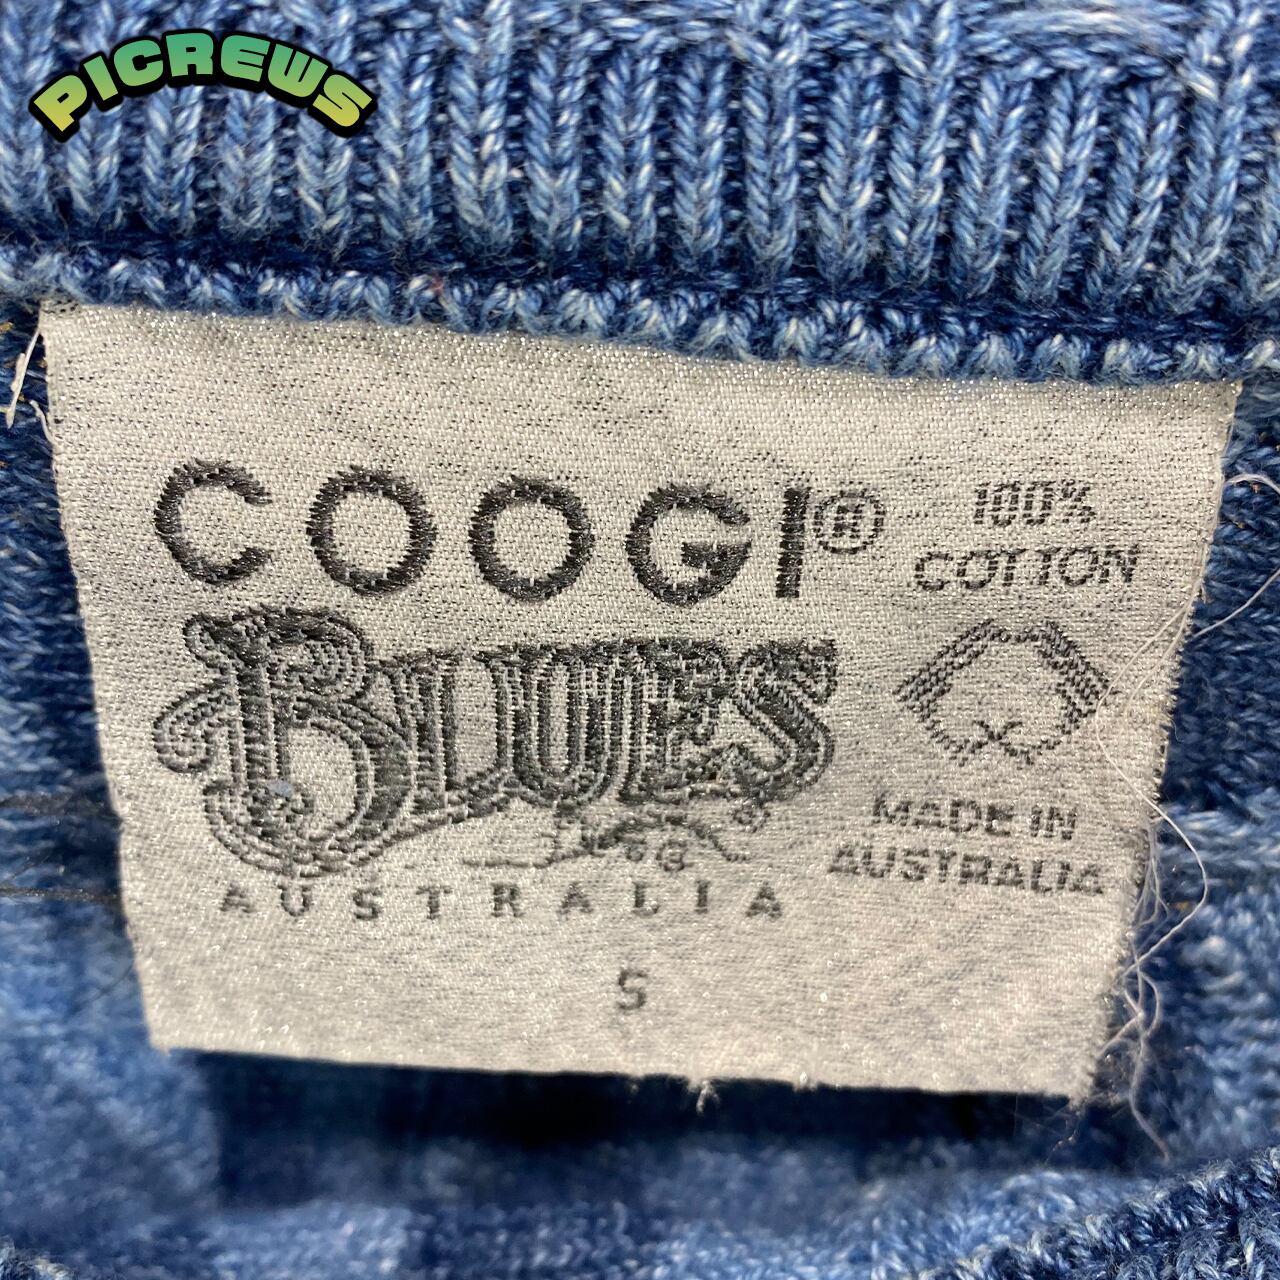 PICREWS
COOGI®
100%
COTTON
BLUES
MADE IN
AUSTRALIA
AUSTRALIA
S